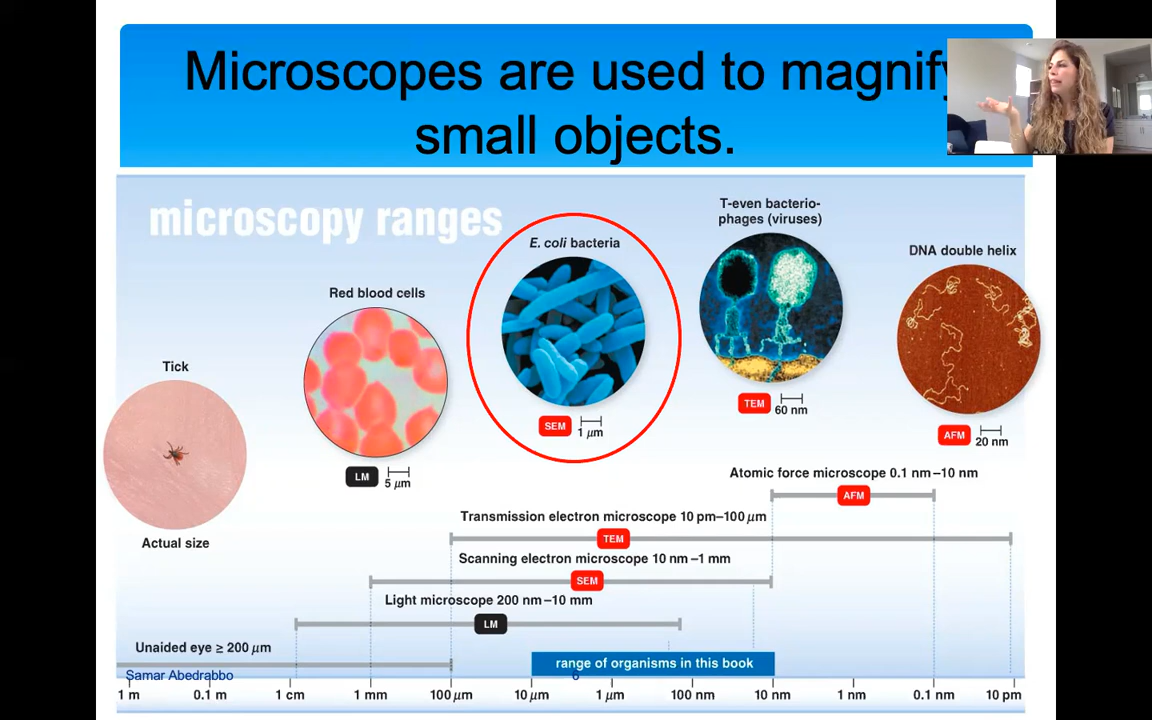 Microscopes are used to magnify
small objects.
microscopy ranges
Tick
Actual size
Red blood cells
LM
5 μm
E. coli bacteria
SEM
1 μm
T-even bacterio-
phages (viruses)
TEM
60 nm
DNA double helix
AFM
20 nm
Atomic force microscope 0.1 nm–10 nm
AFM
Transmission electron microscope 10 pm–100 μm
TEM
Scanning electron microscope 10 nm–1 mm
SEM
Light microscope 200 nm–10 mm
LM
Unaided eye ≥ 200 μm
range of organisms in this book
Samar Abedrabbo
6
1 m 0.1 m 1 cm 1 mm 100 μm 10 μm 1 μm 100 nm 10 nm 1 nm 0.1 nm 10 pm